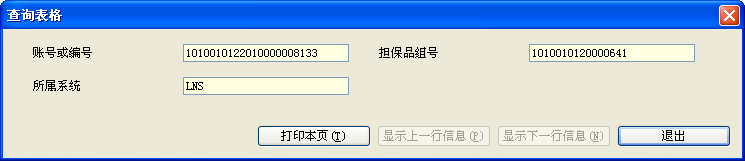 查询表格
账号或编号 1010010122010000008133 担保品组号 1010010120000641
所属系统 LNS
打印本页(T) 显示上一行信息(P) 显示下一行信息(N) 退出